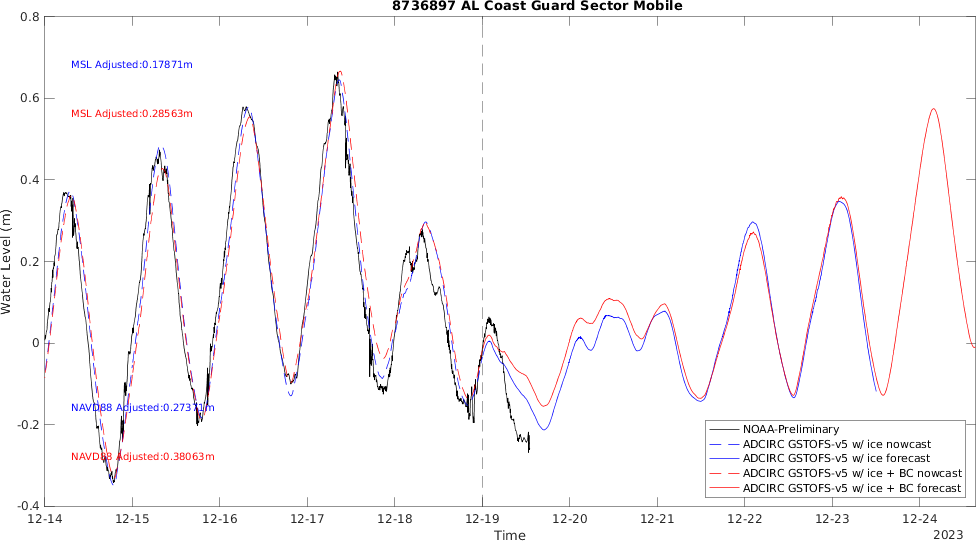 8736897 AL Coast Guard Sector Mobile
0.8
0.6
0.4
0.2
0
-0.2
-0.4
Water Level (m)
MSL Adjusted:0.17871m
MSL Adjusted:0.28563m
NAVD88 Adjusted:0.27371m
NAVD88 Adjusted:0.38063m
NOAA-Preliminary
ADCIRC GSTOFS-v5 w/ ice nowcast
ADCIRC GSTOFS-v5 w/ ice forecast
ADCIRC GSTOFS-v5 w/ ice + BC nowcast
ADCIRC GSTOFS-v5 w/ ice + BC forecast
12-14 12-15 12-16 12-17 12-18 12-19 12-20 12-21 12-22 12-23 12-24
Time
2023